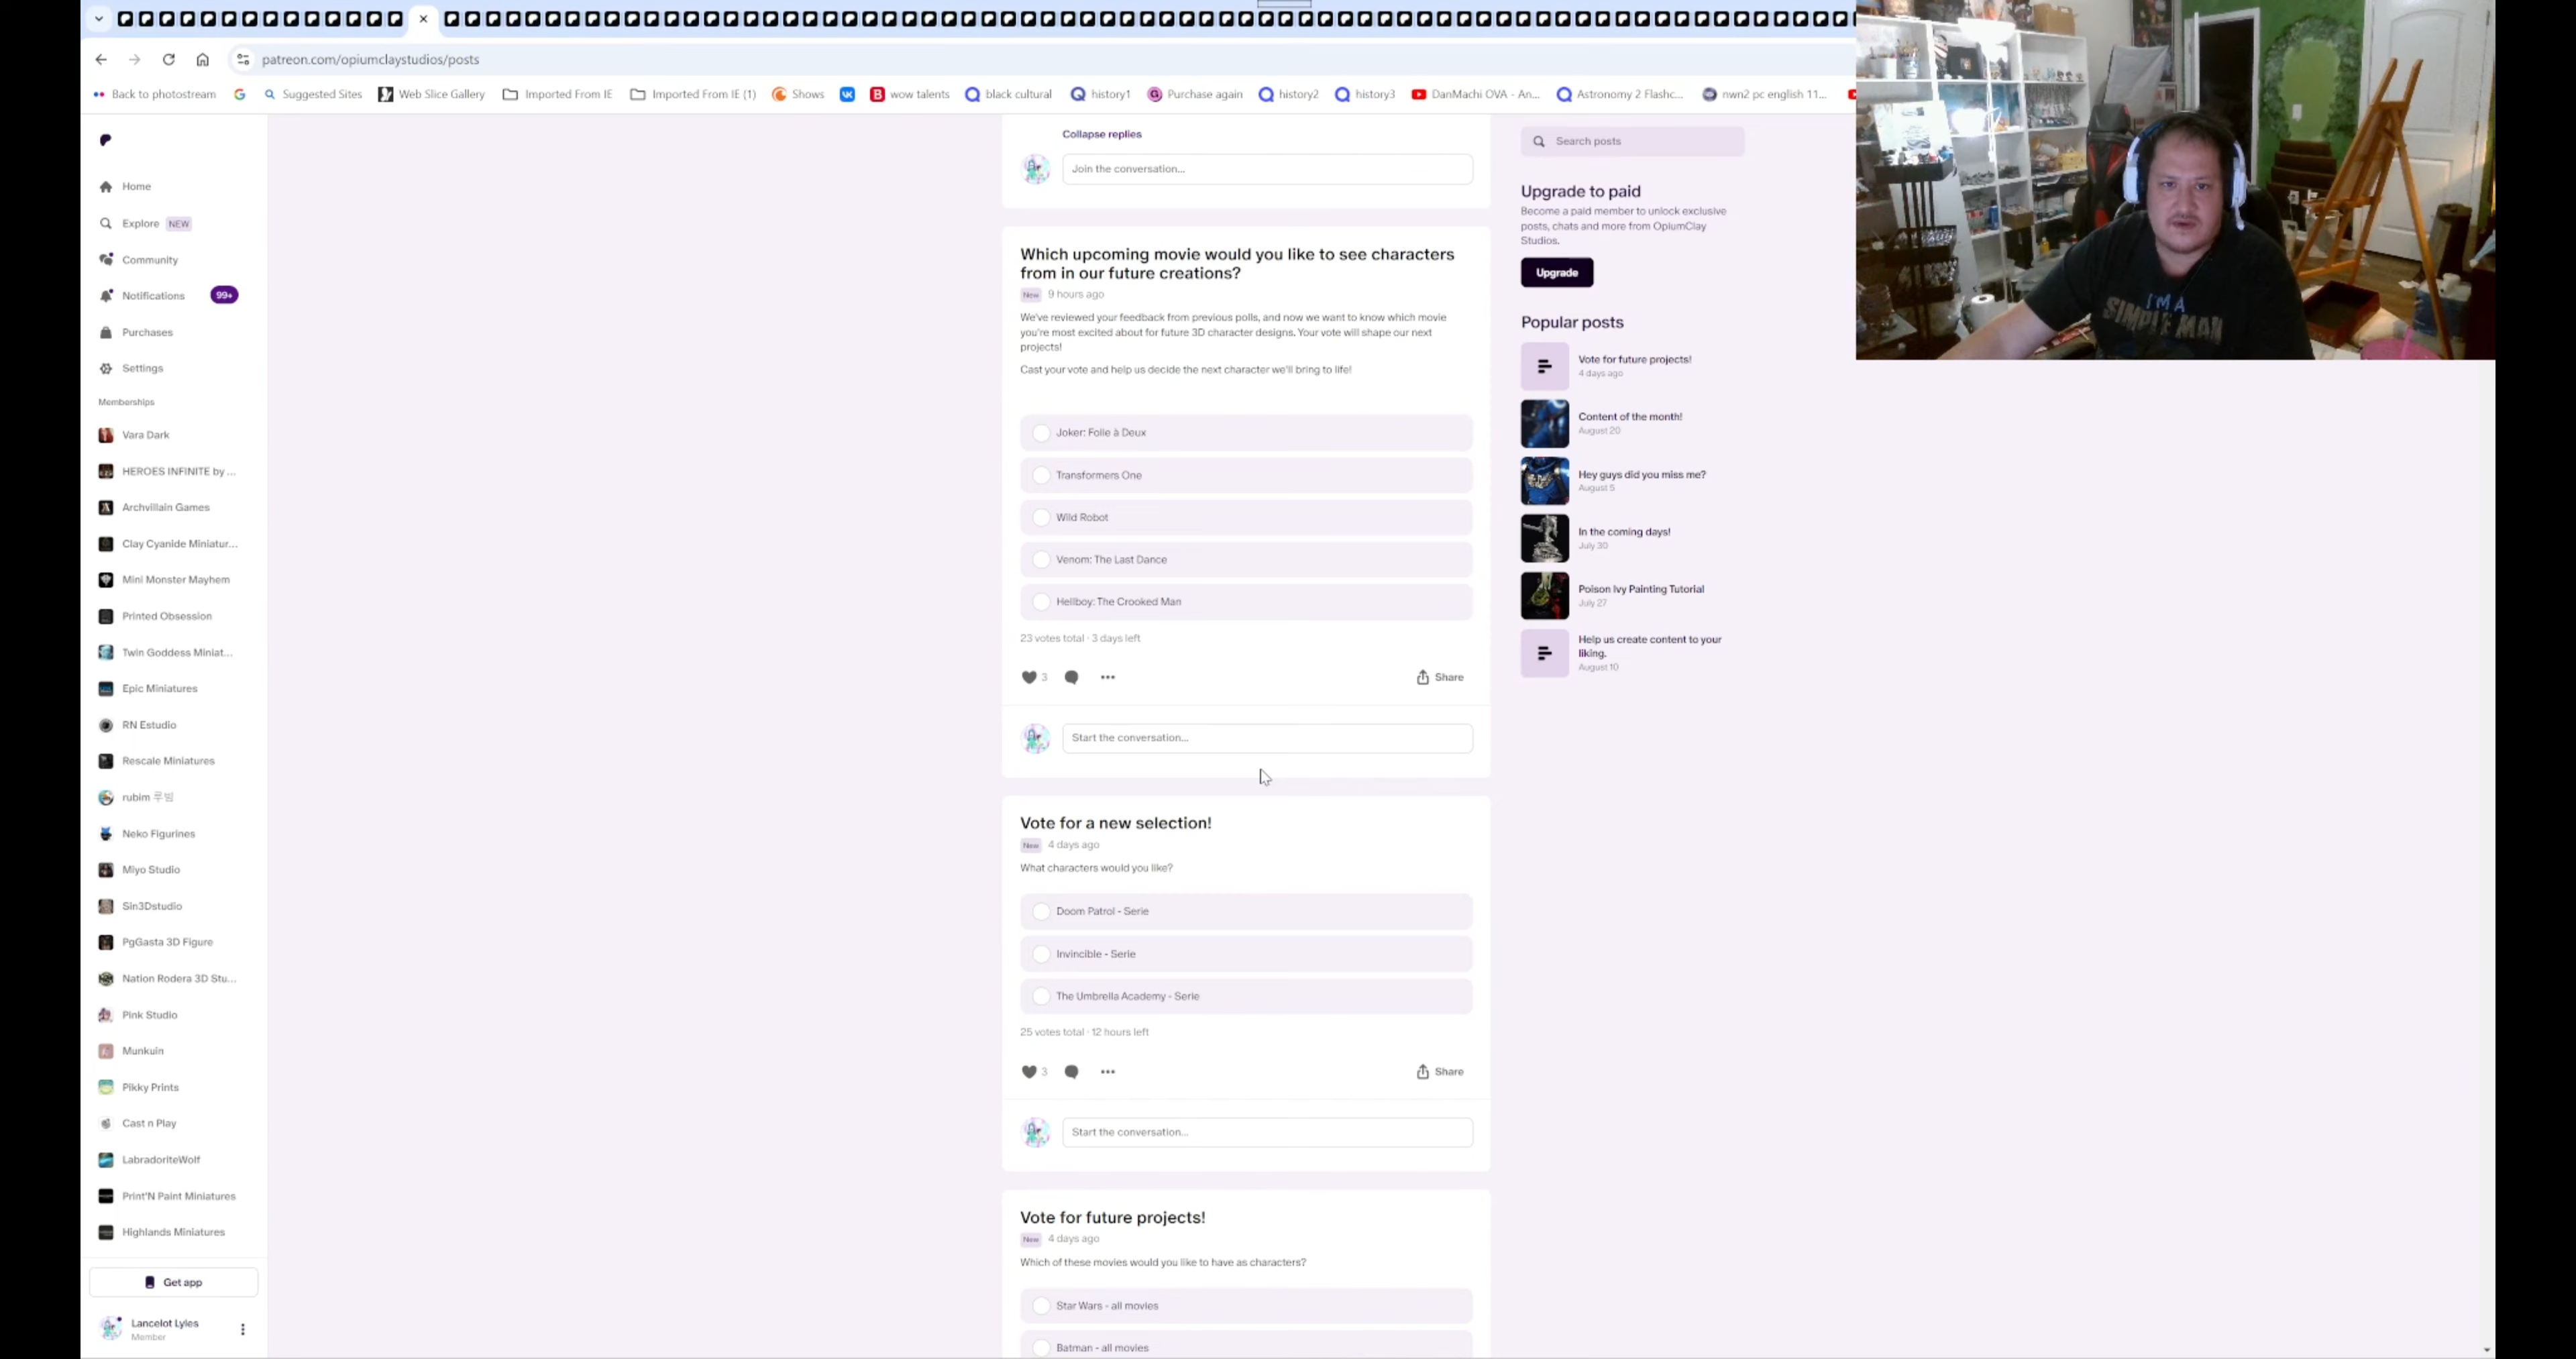 patreon.com/opiumclaystudios/posts
Back to photostream
Suggested Sites
Web Slice Gallery
Imported From IE
Imported From IE (1)
Shows
wow talents
black cultural
history1
Purchase again
history2
history3
DanMachi OVA - An...
Astronomy 2 Flashc...
nwn2 pc english 11...
Home
Explore NEW
Community
Notifications 99+
Purchases
Settings
Memberships
Vara Dark
HEROES INFINITE by ...
Archvillain Games
Clay Cyanide Miniatur...
Mini Monster Mayhem
Printed Obsession
Twin Goddess Miniat...
Epic Miniatures
RN Estudio
Rescale Miniatures
rubim 루빔
Neko Figurines
Miyo Studio
Sin3Dstudio
PgGasta 3D Figure
Nation Rodera 3D Stu...
Pink Studio
Munkuin
Pikky Prints
Cast n Play
LabradoriteWolf
Print'N Paint Miniatures
Highlands Miniatures
Get app
Lancelot Lyles
Member
Collapse replies
Join the conversation...
Which upcoming movie would you like to see characters
from in our future creations?
New 9 hours ago
We've reviewed your feedback from previous polls, and now we want to know which movie
you're most excited about for future 3D character designs. Your vote will shape our next
projects!
Cast your vote and help us decide the next character we'll bring to life!
Joker: Folie à Deux
Transformers One
Wild Robot
Venom: The Last Dance
Hellboy: The Crooked Man
23 votes total · 3 days left
3
Share
Start the conversation...
Vote for a new selection!
New 4 days ago
What characters would you like?
Doom Patrol - Serie
Invincible - Serie
The Umbrella Academy - Serie
25 votes total · 12 hours left
3
Share
Start the conversation...
Vote for future projects!
New 4 days ago
Which of these movies would you like to have as characters?
Star Wars - all movies
Batman - all movies
Search posts
Upgrade to paid
Become a paid member to unlock exclusive
posts, chats and more from OpiumClay
Studios.
Upgrade
Popular posts
Vote for future projects!
4 days ago
Content of the month!
August 20
Hey guys did you miss me?
August 5
In the coming days!
July 30
Poison Ivy Painting Tutorial
July 27
Help us create content to your
liking.
August 10
I'M A
SIMPLE MAN